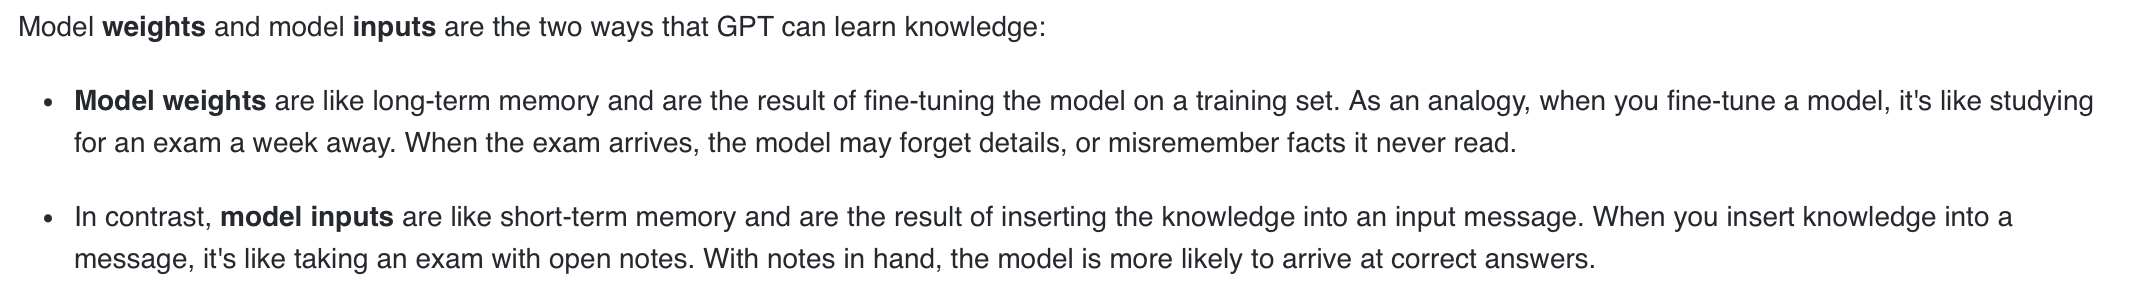 Model weights and model inputs are the two ways that GPT can learn knowledge:
• Model weights are like long-term memory and are the result of fine-tuning the model on a training set. As an analogy, when you fine-tune a model, it's like studying
for an exam a week away. When the exam arrives, the model may forget details, or misremember facts it never read.
• In contrast, model inputs are like short-term memory and are the result of inserting the knowledge into an input message. When you insert knowledge into a
message, it's like taking an exam with open notes. With notes in hand, the model is more likely to arrive at correct answers.